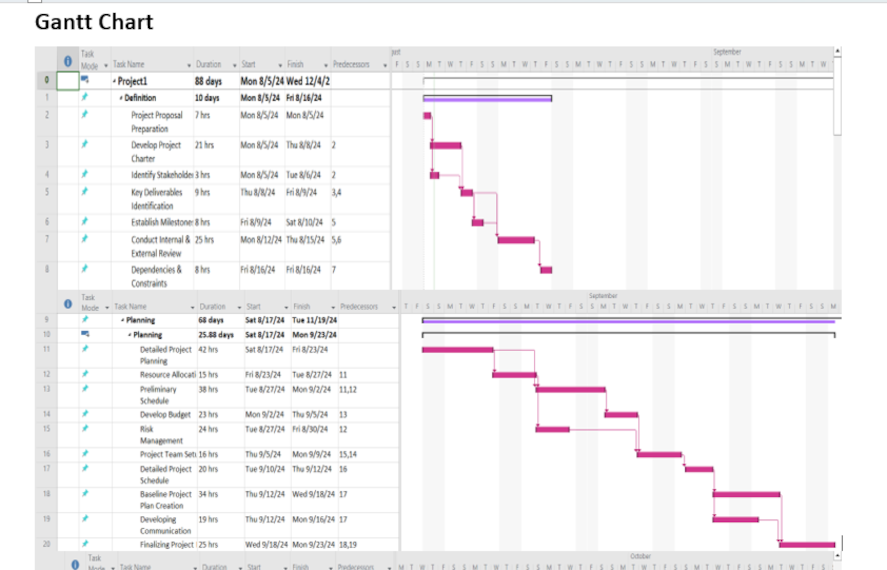 Gantt Chart
Task
Mode Task Name Duration Start Finish Predecessors
September
F S S M T W T F S S M T W T F S S M T W T F S S M T W T F S S M T W T F S S M T W
0 Project1 88 days Mon 8/5/24 Wed 12/4/2
1 Definition 10 days Mon 8/5/24 Fri 8/16/24
2 Project Proposal 7 hrs Mon 8/5/24 Mon 8/5/24
Preparation
3 Develop Project 21 hrs Mon 8/5/24 Thu 8/8/24 2
Charter
4 Identify Stakeholder 3 hrs Mon 8/5/24 Tue 8/6/24 2
5 Key Deliverables 9 hrs Thu 8/8/24 Fri 8/9/24 3,4
Identification
6 Establish Milestone 8 hrs Fri 8/9/24 Sat 8/10/24 5
7 Conduct Internal & 25 hrs Mon 8/12/24 Thu 8/15/24 5,6
External Review
8 Dependencies & 8 hrs Fri 8/16/24 Fri 8/16/24 7
Constraints
Task
Mode Task Name Duration Start Finish Predecessors
September
9 Planning 68 days Sat 8/17/24 Tue 11/19/24
10 Planning 25.88 days Sat 8/17/24 Mon 9/23/24
11 Detailed Project 42 hrs Sat 8/17/24 Fri 8/23/24
Planning
12 Resource Allocati 15 hrs Fri 8/23/24 Tue 8/27/24 11
13 Preliminary 38 hrs Tue 8/27/24 Mon 9/2/24 11,12
Schedule
14 Develop Budget 23 hrs Mon 9/2/24 Thu 9/5/24 13
15 Risk 24 hrs Tue 8/27/24 Fri 8/30/24 12
Management
16 Project Team Setu 16 hrs Thu 9/5/24 Mon 9/9/24 15,14
17 Detailed Project 20 hrs Tue 9/10/24 Thu 9/12/24 16
Schedule
18 Baseline Project 34 hrs Thu 9/12/24 Wed 9/18/24 17
Plan Creation
19 Developing 19 hrs Thu 9/12/24 Mon 9/16/24 17
Communication
20 Finalizing Project 25 hrs Wed 9/18/24 Mon 9/23/24 18,19
Task
Mode Task Name Duration Start Finish Predecessors
October